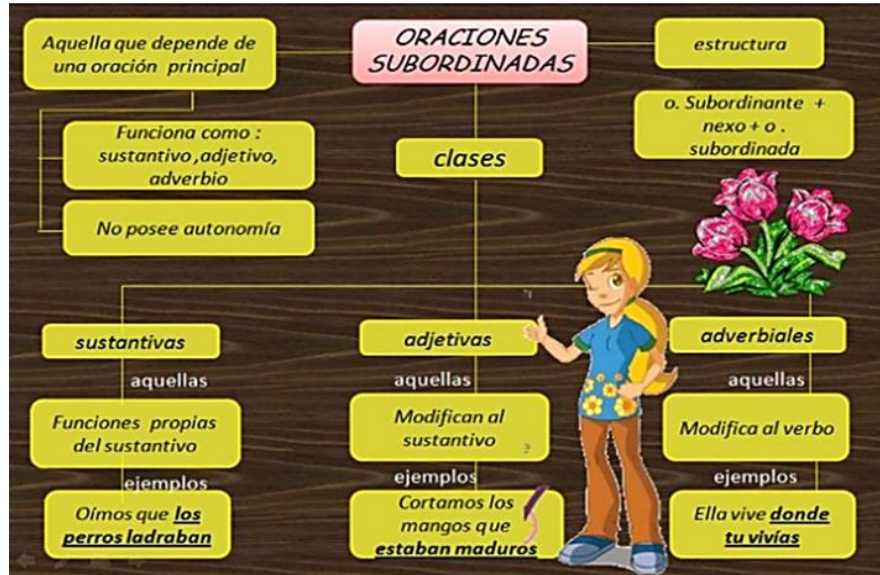 Aquella que depende de
una oración principal
ORACIONES
SUBORDINADAS
estructura
o. Subordinante +
nexo + o .
subordinada
Funciona como :
sustantivo ,adjetivo,
adverbio
clases
No posee autonomía
sustantivas
adjetivas
adverbiales
aquellas
aquellas
aquellas
Funciones propias
del sustantivo
Modifican al
sustantivo
Modifica al verbo
ejemplos
ejemplos
ejemplos
Oímos que los
perros ladraban
Cortamos los
mangos que
estaban maduros
Ella vive donde
tu vivías